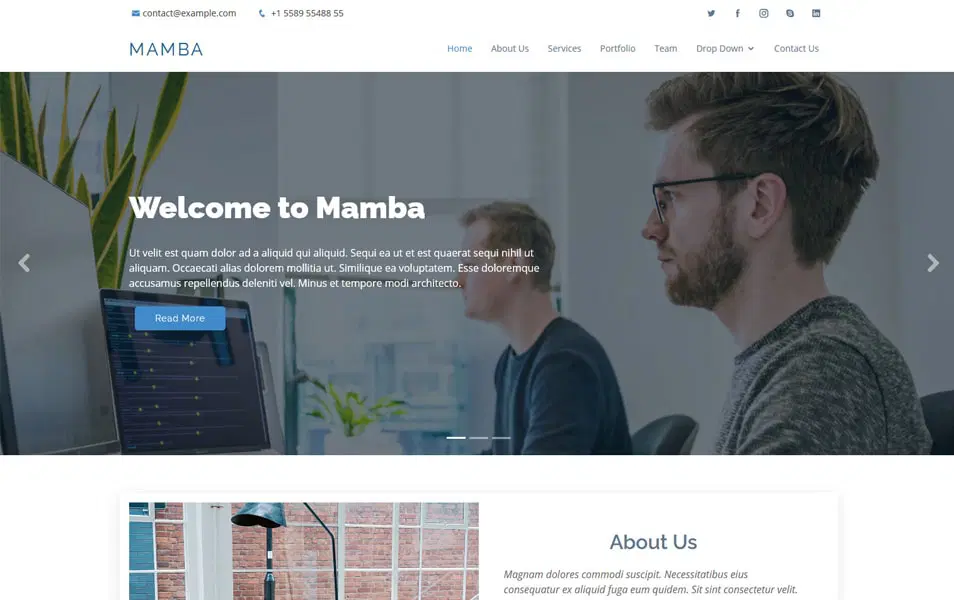 contact@example.com +1 5589 55488 55
MAMBA Home About Us Services Portfolio Team Drop Down Contact Us
Welcome to Mamba
Ut velit est quam dolor ad a aliquid qui aliquid. Sequi ea ut et est quaerat sequi nihil ut
aliquam. Occaecati alias dolorem mollitia ut. Similique ea voluptatem. Esse doloremque
accusamus repellendus deleniti vel. Minus et tempore modi architecto.
Read More
About Us
Magnam dolores commodi suscipit. Necessitatibus eius
consequatur ex aliquid fuga eum quidem. Sit sint consectetur velit.